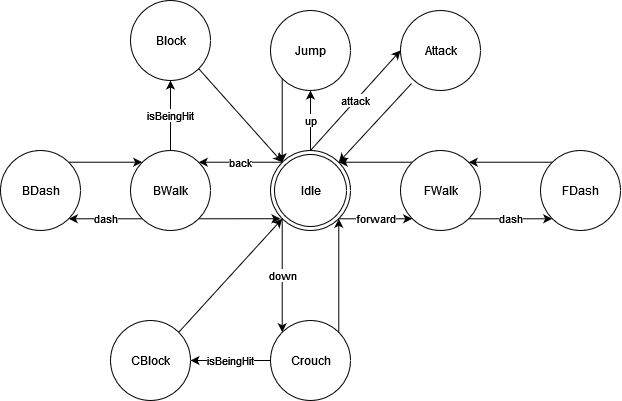 Block
Jump
Attack
attack
isBeingHit
up
back
BDash
BWalk
Idle
FWalk
FDash
dash
forward
dash
down
CBlock
isBeingHit
Crouch